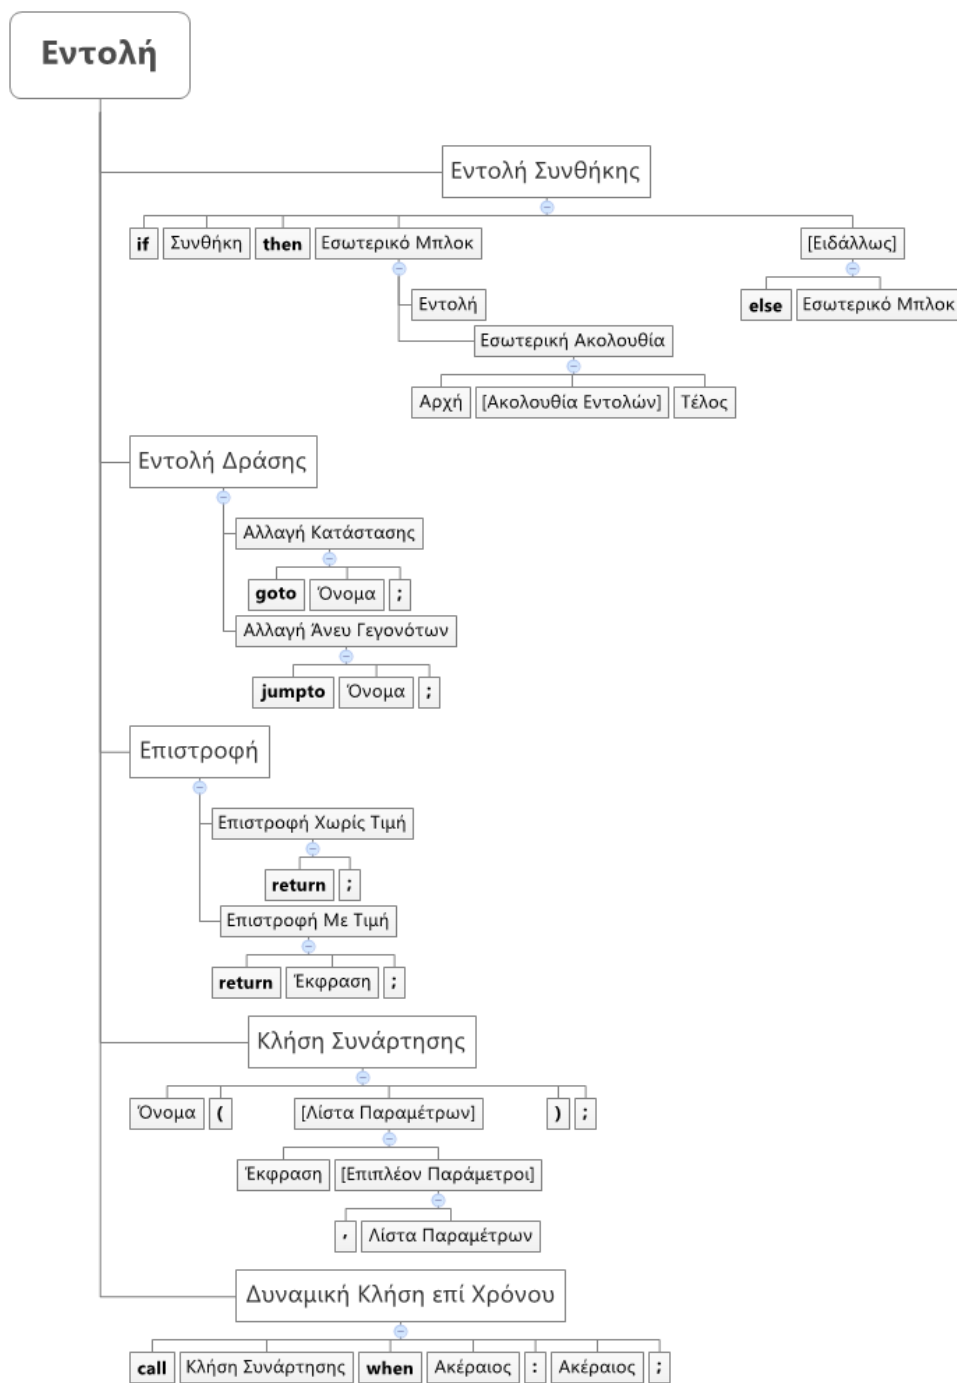 Εντολή
Εντολή Συνθήκης
if Συνθήκη then Εσωτερικό Μπλοκ [Ειδάλλως]
Εντολή else Εσωτερικό Μπλοκ
Εσωτερική Ακολουθία
Αρχή [Ακολουθία Εντολών] Τέλος
Εντολή Δράσης
Αλλαγή Κατάστασης
goto Όνομα ;
Αλλαγή Άνευ Γεγονότων
jumpto Όνομα ;
Επιστροφή
Επιστροφή Χωρίς Τιμή
return ;
Επιστροφή Με Τιμή
return Έκφραση ;
Κλήση Συνάρτησης
Όνομα ( [Λίστα Παραμέτρων] ) ;
Έκφραση [Επιπλέον Παράμετροι]
, Λίστα Παραμέτρων
Δυναμική Κλήση επί Χρόνου
call Κλήση Συνάρτησης when Ακέραιος : Ακέραιος ;